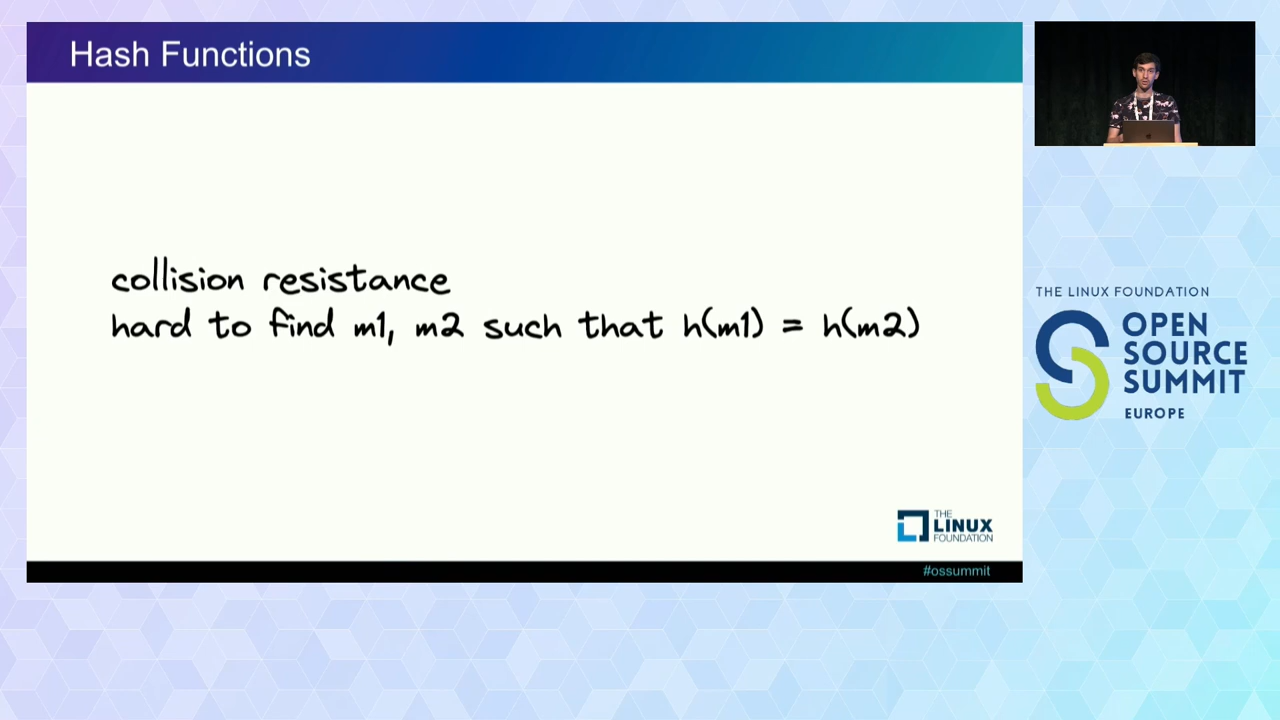 Hash Functions
collision resistance
hard to find m1, m2 such that h(m1) = h(m2)
THE
LINUX
FOUNDATION
#ossummit
THE LINUX FOUNDATION
OPEN
SOURCE
SUMMIT
EUROPE